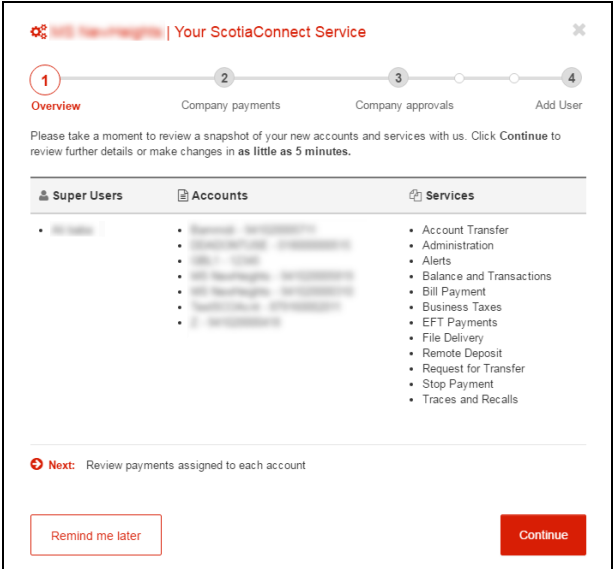 | Your ScotiaConnect Service
1 2 3 4
Overview Company payments Company approvals Add User
Please take a moment to review a snapshot of your new accounts and services with us. Click Continue to
review further details or make changes in as little as 5 minutes.
Super Users Accounts Services
• Account Transfer
• Administration
• Alerts
• Balance and Transactions
• Bill Payment
• Business Taxes
• EFT Payments
• File Delivery
• Remote Deposit
• Request for Transfer
• Stop Payment
• Traces and Recalls
Next: Review payments assigned to each account
Remind me later Continue